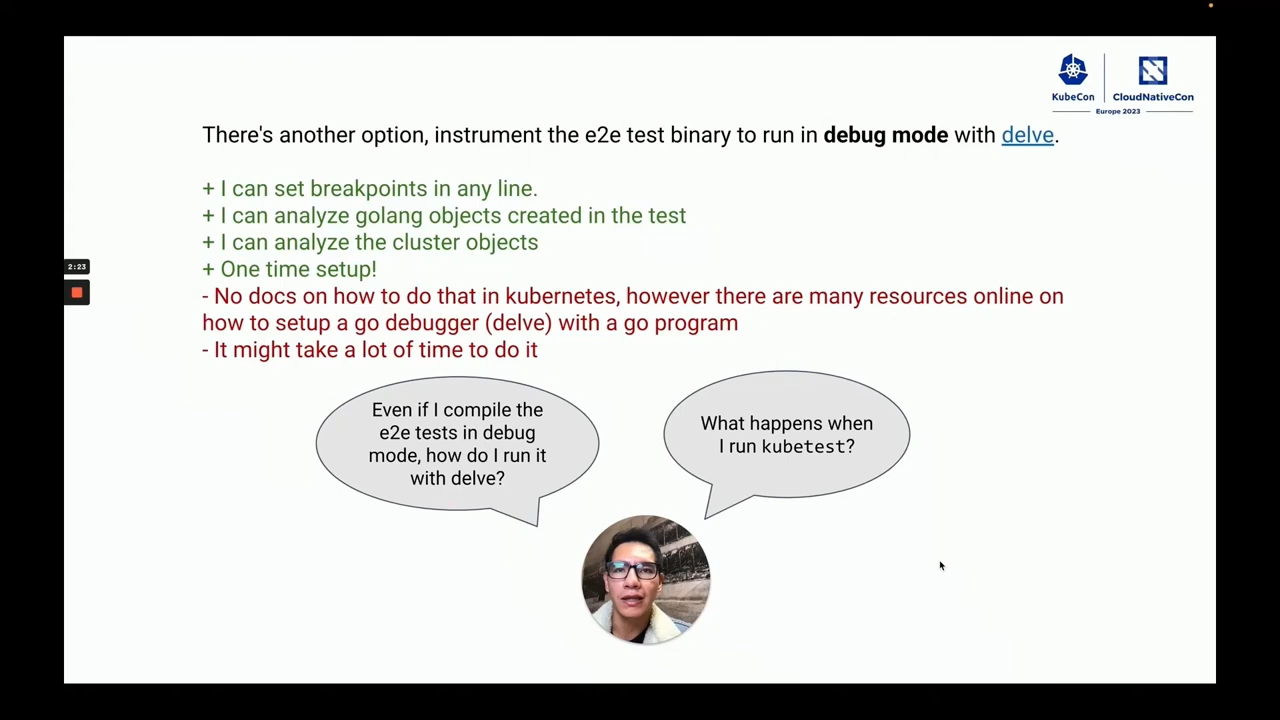 KubeCon
CloudNativeCon
Europe 2023
There's another option, instrument the e2e test binary to run in debug mode with delve.
+ I can set breakpoints in any line.
+ I can analyze golang objects created in the test
+ I can analyze the cluster objects
+ One time setup!
2:23
- No docs on how to do that in kubernetes, however there are many resources online on
how to setup a go debugger (delve) with a go program
- It might take a lot of time to do it
Even if I compile the
e2e tests in debug
mode, how do I run it
with delve?
What happens when
I run kubetest?